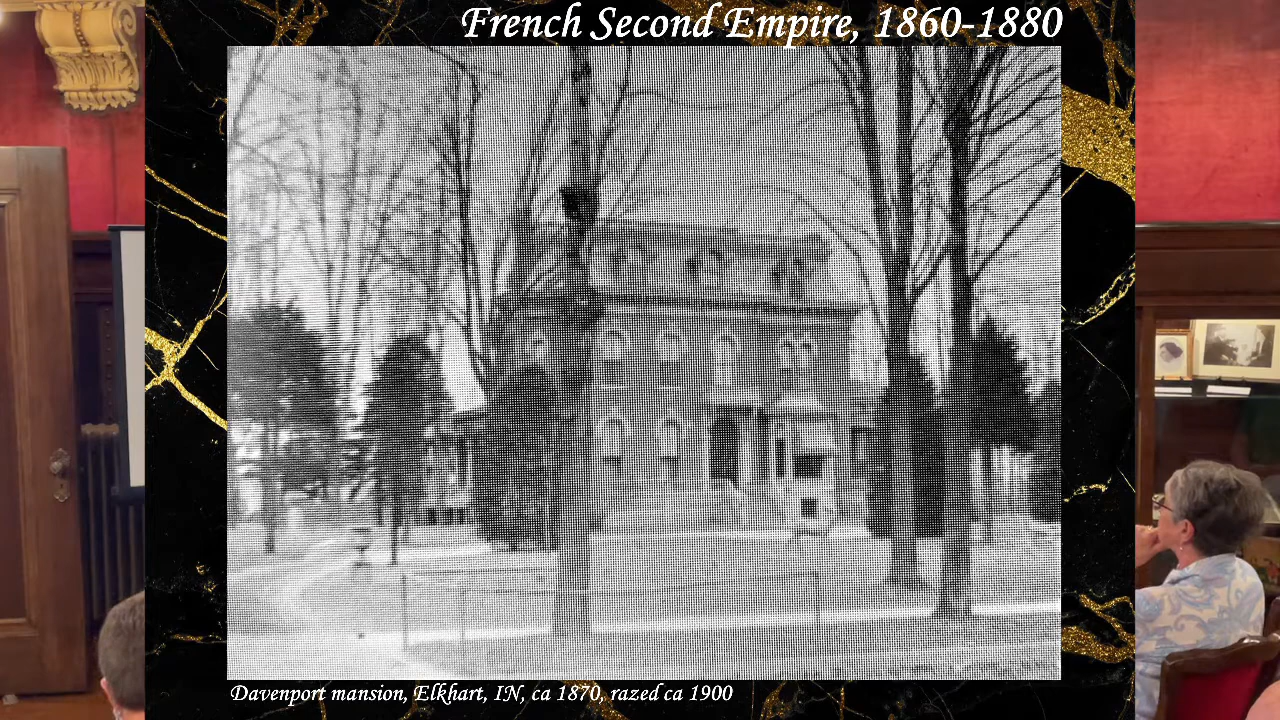 French Second Empire, 1860-1880
Davenport mansion, Elkhart, IN, ca 1870, razed ca 1900